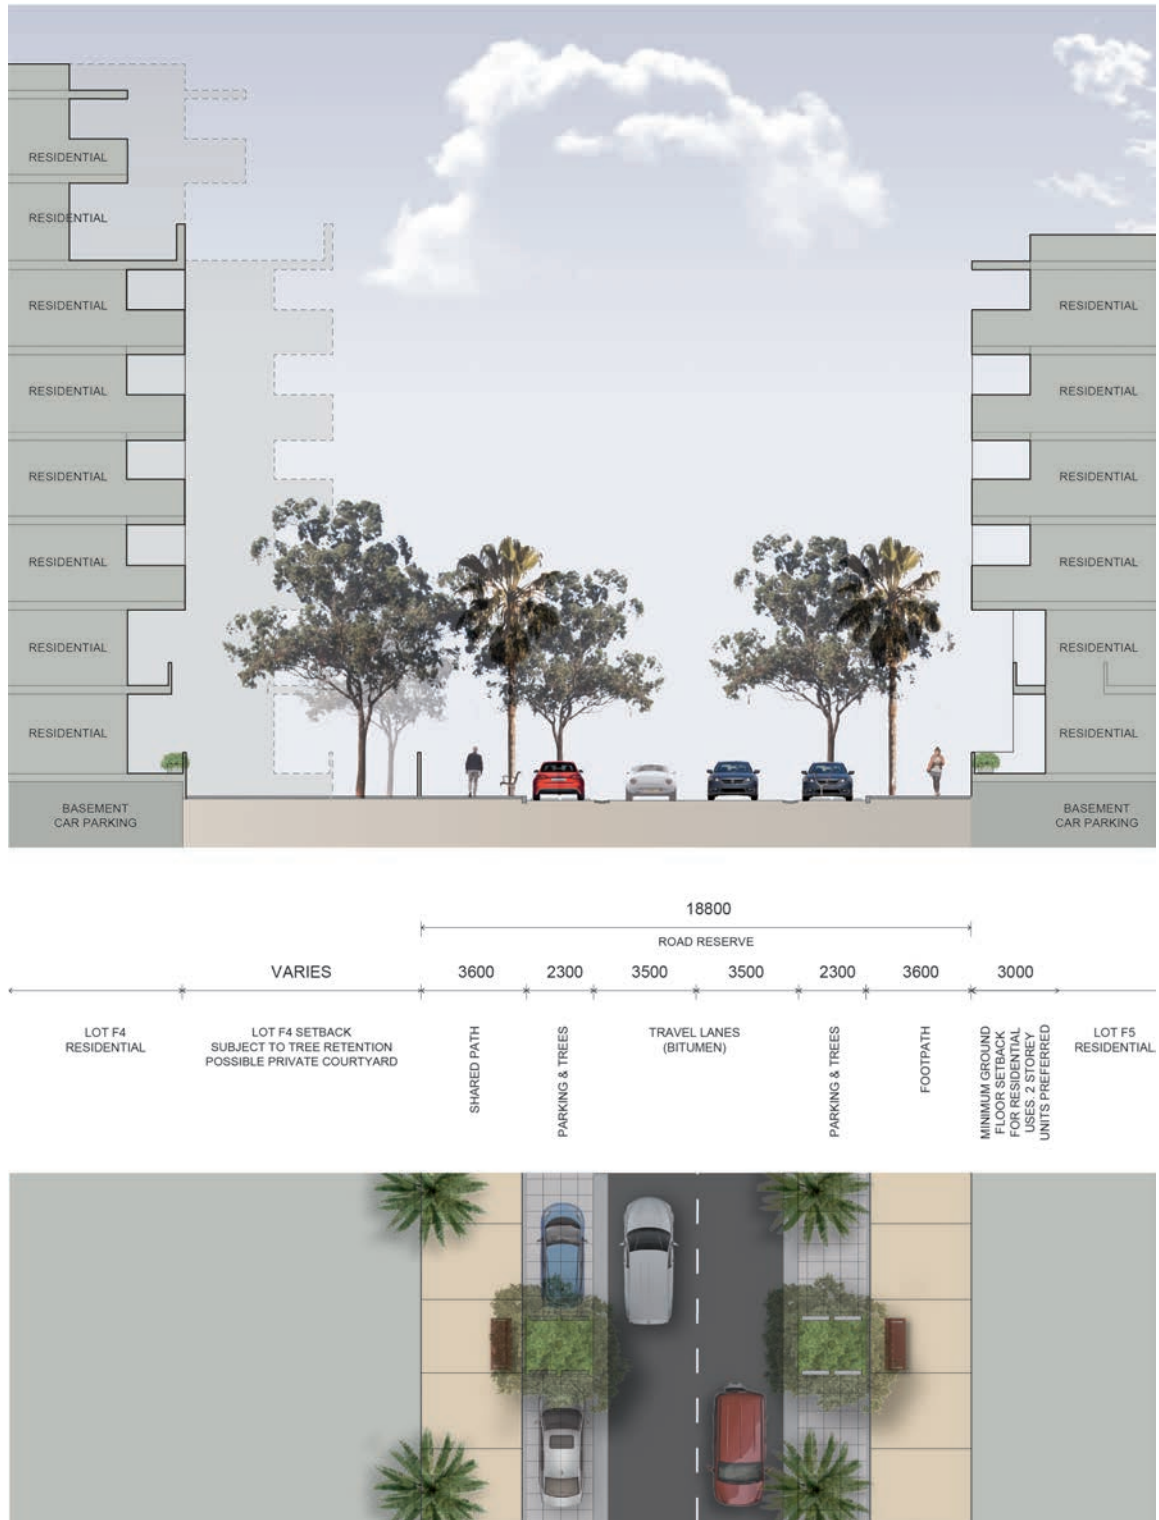 RESIDENTIAL
RESIDENTIAL
RESIDENTIAL
RESIDENTIAL
RESIDENTIAL
RESIDENTIAL
RESIDENTIAL
RESIDENTIAL
BASEMENT
CAR PARKING
RESIDENTIAL
RESIDENTIAL
RESIDENTIAL
RESIDENTIAL
RESIDENTIAL
RESIDENTIAL
BASEMENT
CAR PARKING
18800
ROAD RESERVE
VARIES
3600
2300
3500
3500
2300
3600
3000
LOT F4
RESIDENTIAL
LOT F4 SETBACK
SUBJECT TO TREE RETENTION
POSSIBLE PRIVATE COURTYARD
SHARED PATH
PARKING & TREES
TRAVEL LANES
(BITUMEN)
PARKING & TREES
FOOTPATH
MINIMUM GROUND
FLOOR SETBACK
FOR RESIDENTIAL
USES. 2 STOREY
UNITS PREFERRED
LOT F5
RESIDENTIAL